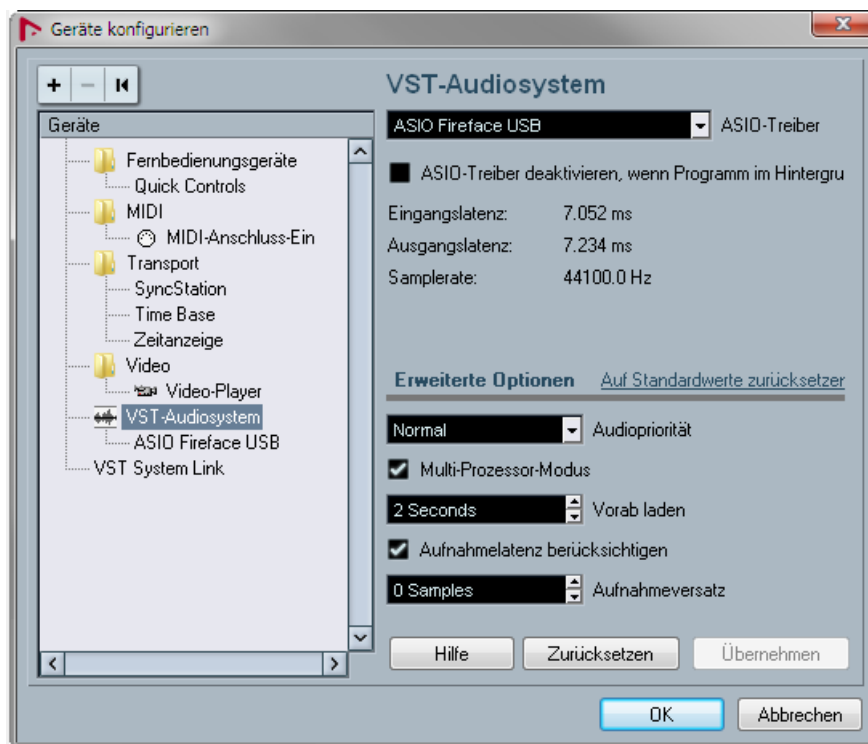 Geräte konfigurieren
Geräte
Fernbedienungsgeräte
Quick Controls
MIDI
MIDI-Anschluss-Ein
Transport
SyncStation
Time Base
Zeitanzeige
Video
Video-Player
VST-Audiosystem
ASIO Fireface USB
VST System Link
VST-Audiosystem
ASIO Fireface USB ASIO-Treiber
ASIO-Treiber deaktivieren, wenn Programm im Hintergru
Eingangslatenz: 7.052 ms
Ausgangslatenz: 7.234 ms
Samplerate: 44100.0 Hz
Erweiterte Optionen Auf Standardwerte zurücksetzer
Normal Audiopriorität
Multi-Prozessor-Modus
2 Seconds Vorab laden
Aufnahmelatenz berücksichtigen
0 Samples Aufnahmeversatz
Hilfe Zurücksetzen Übernehmen
OK Abbrechen